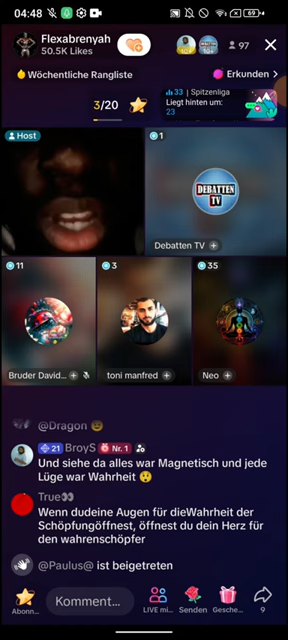 04:48
69
Flexabrenyah
50.5K Likes
97
Wöchentliche Rangliste
Erkunden >
3/20
33 | Spitzenliga
Liegt hinten um:
23
Host
1
DEBATTEN
TV
Debatten TV
11
3
35
Bruder David...
toni manfred
Neo
@Dragon
21 BroyS Nr. 1
Und siehe da alles war Magnetisch und jede
Lüge war Wahrheit 😲
True👀
Wenn dudeine Augen für dieWahrheit der
Schöpfungöffnest, öffnest du dein Herz für
den wahrenschöpfer
@Paulus@ ist beigetreten
Kommenti...
Abonn...
LIVE mi...
Senden
Gesche...
9